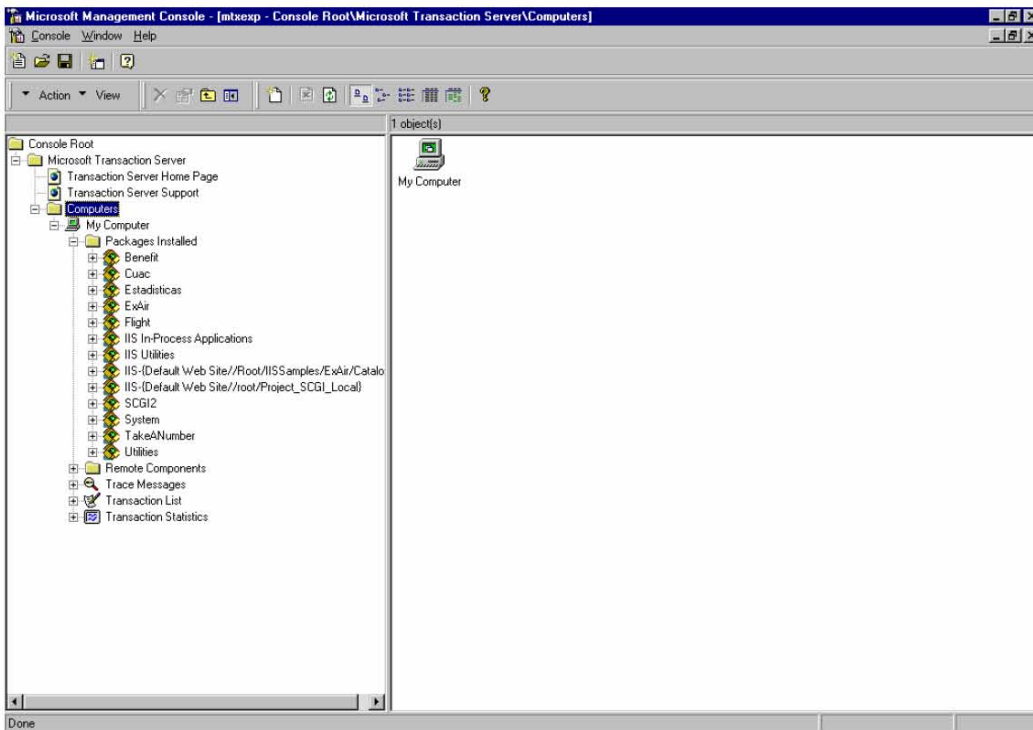 Microsoft Management Console - [mtxexp - Console Root\Microsoft Transaction Server\Computers]
Console Window Help
Action View
1 object(s)
Console Root
Microsoft Transaction Server
Transaction Server Home Page
Transaction Server Support
Computers
My Computer
Packages Installed
Benefit
Cuac
Estadisticas
ExAir
Flight
IIS In-Process Applications
IIS Utilities
IIS-{Default Web Site//Root/IISSamples/ExAir/Catalo
IIS-{Default Web Site//root/Project_SCGI_Local}
SCGI2
System
TakeANumber
Utilities
Remote Components
Trace Messages
Transaction List
Transaction Statistics
My Computer
Done